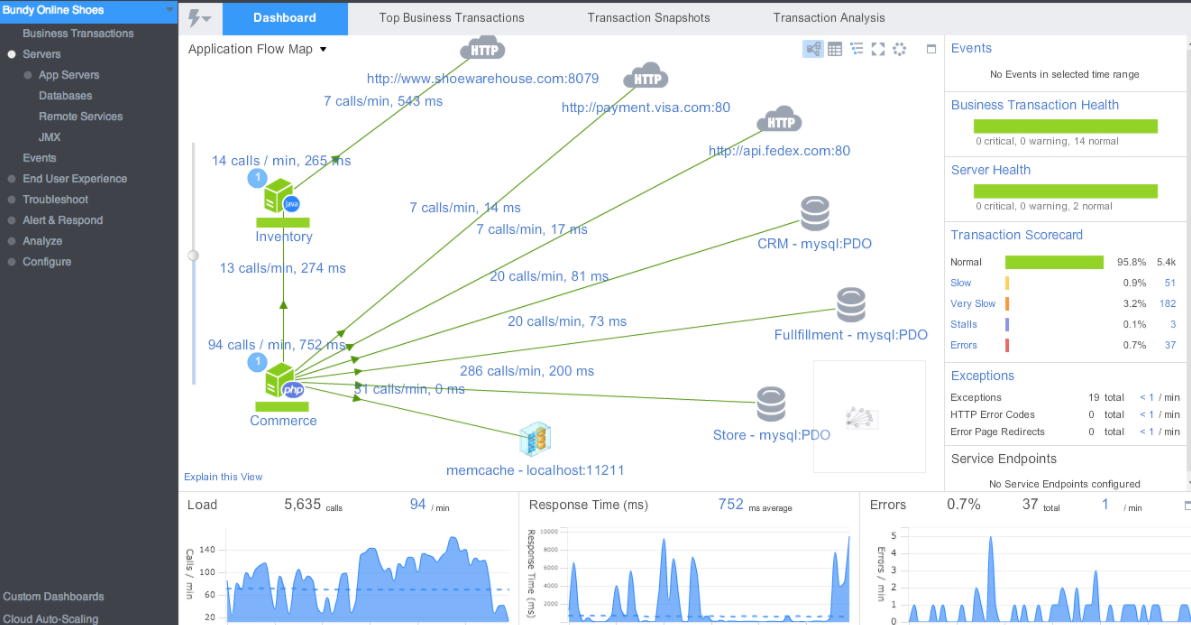 Bundy Online Shoes
Business Transactions
Servers
App Servers
Databases
Remote Services
JMX
Events
End User Experience
Troubleshoot
Alert & Respond
Analyze
Configure
Custom Dashboards
Cloud Auto-Scaling
Dashboard
Top Business Transactions
Transaction Snapshots
Transaction Analysis
Application Flow Map
HTTP
http://www.shoewarehouse.com:8079
7 calls/min, 543 ms
HTTP
http://payment.visa.com:80
HTTP
http://api.fedex.com:80
14 calls / min, 265 ms
1
java
Inventory
7 calls/min, 14 ms
7 calls/min, 17 ms
CRM - mysql:PDO
13 calls/min, 274 ms
20 calls/min, 81 ms
20 calls/min, 73 ms
Fullfillment - mysql:PDO
94 calls / min, 752 ms
1
php
Commerce
286 calls/min, 200 ms
31 calls/min, 0 ms
Store - mysql:PDO
memcache - localhost:11211
Explain this View
Events
No Events in selected time range
Business Transaction Health
0 critical, 0 warning, 14 normal
Server Health
0 critical, 0 warning, 2 normal
Transaction Scorecard
Normal 95.8% 5.4k
Slow 0.9% 51
Very Slow 3.2% 182
Stalls 0.1% 3
Errors 0.7% 37
Exceptions
Exceptions 19 total < 1 / min
HTTP Error Codes 0 total < 1 / min
Error Page Redirects 0 total < 1 / min
Service Endpoints
No Service Endpoints configured
Load 5,635 calls 94 / min
Calls / min
140
100
60
20
Response Time (ms) 752 ms average
Response Time (ms)
10000
8000
6000
4000
2000
Errors 0.7% 37 total 1 / min
Errors / min
5
4
3
2
1
0